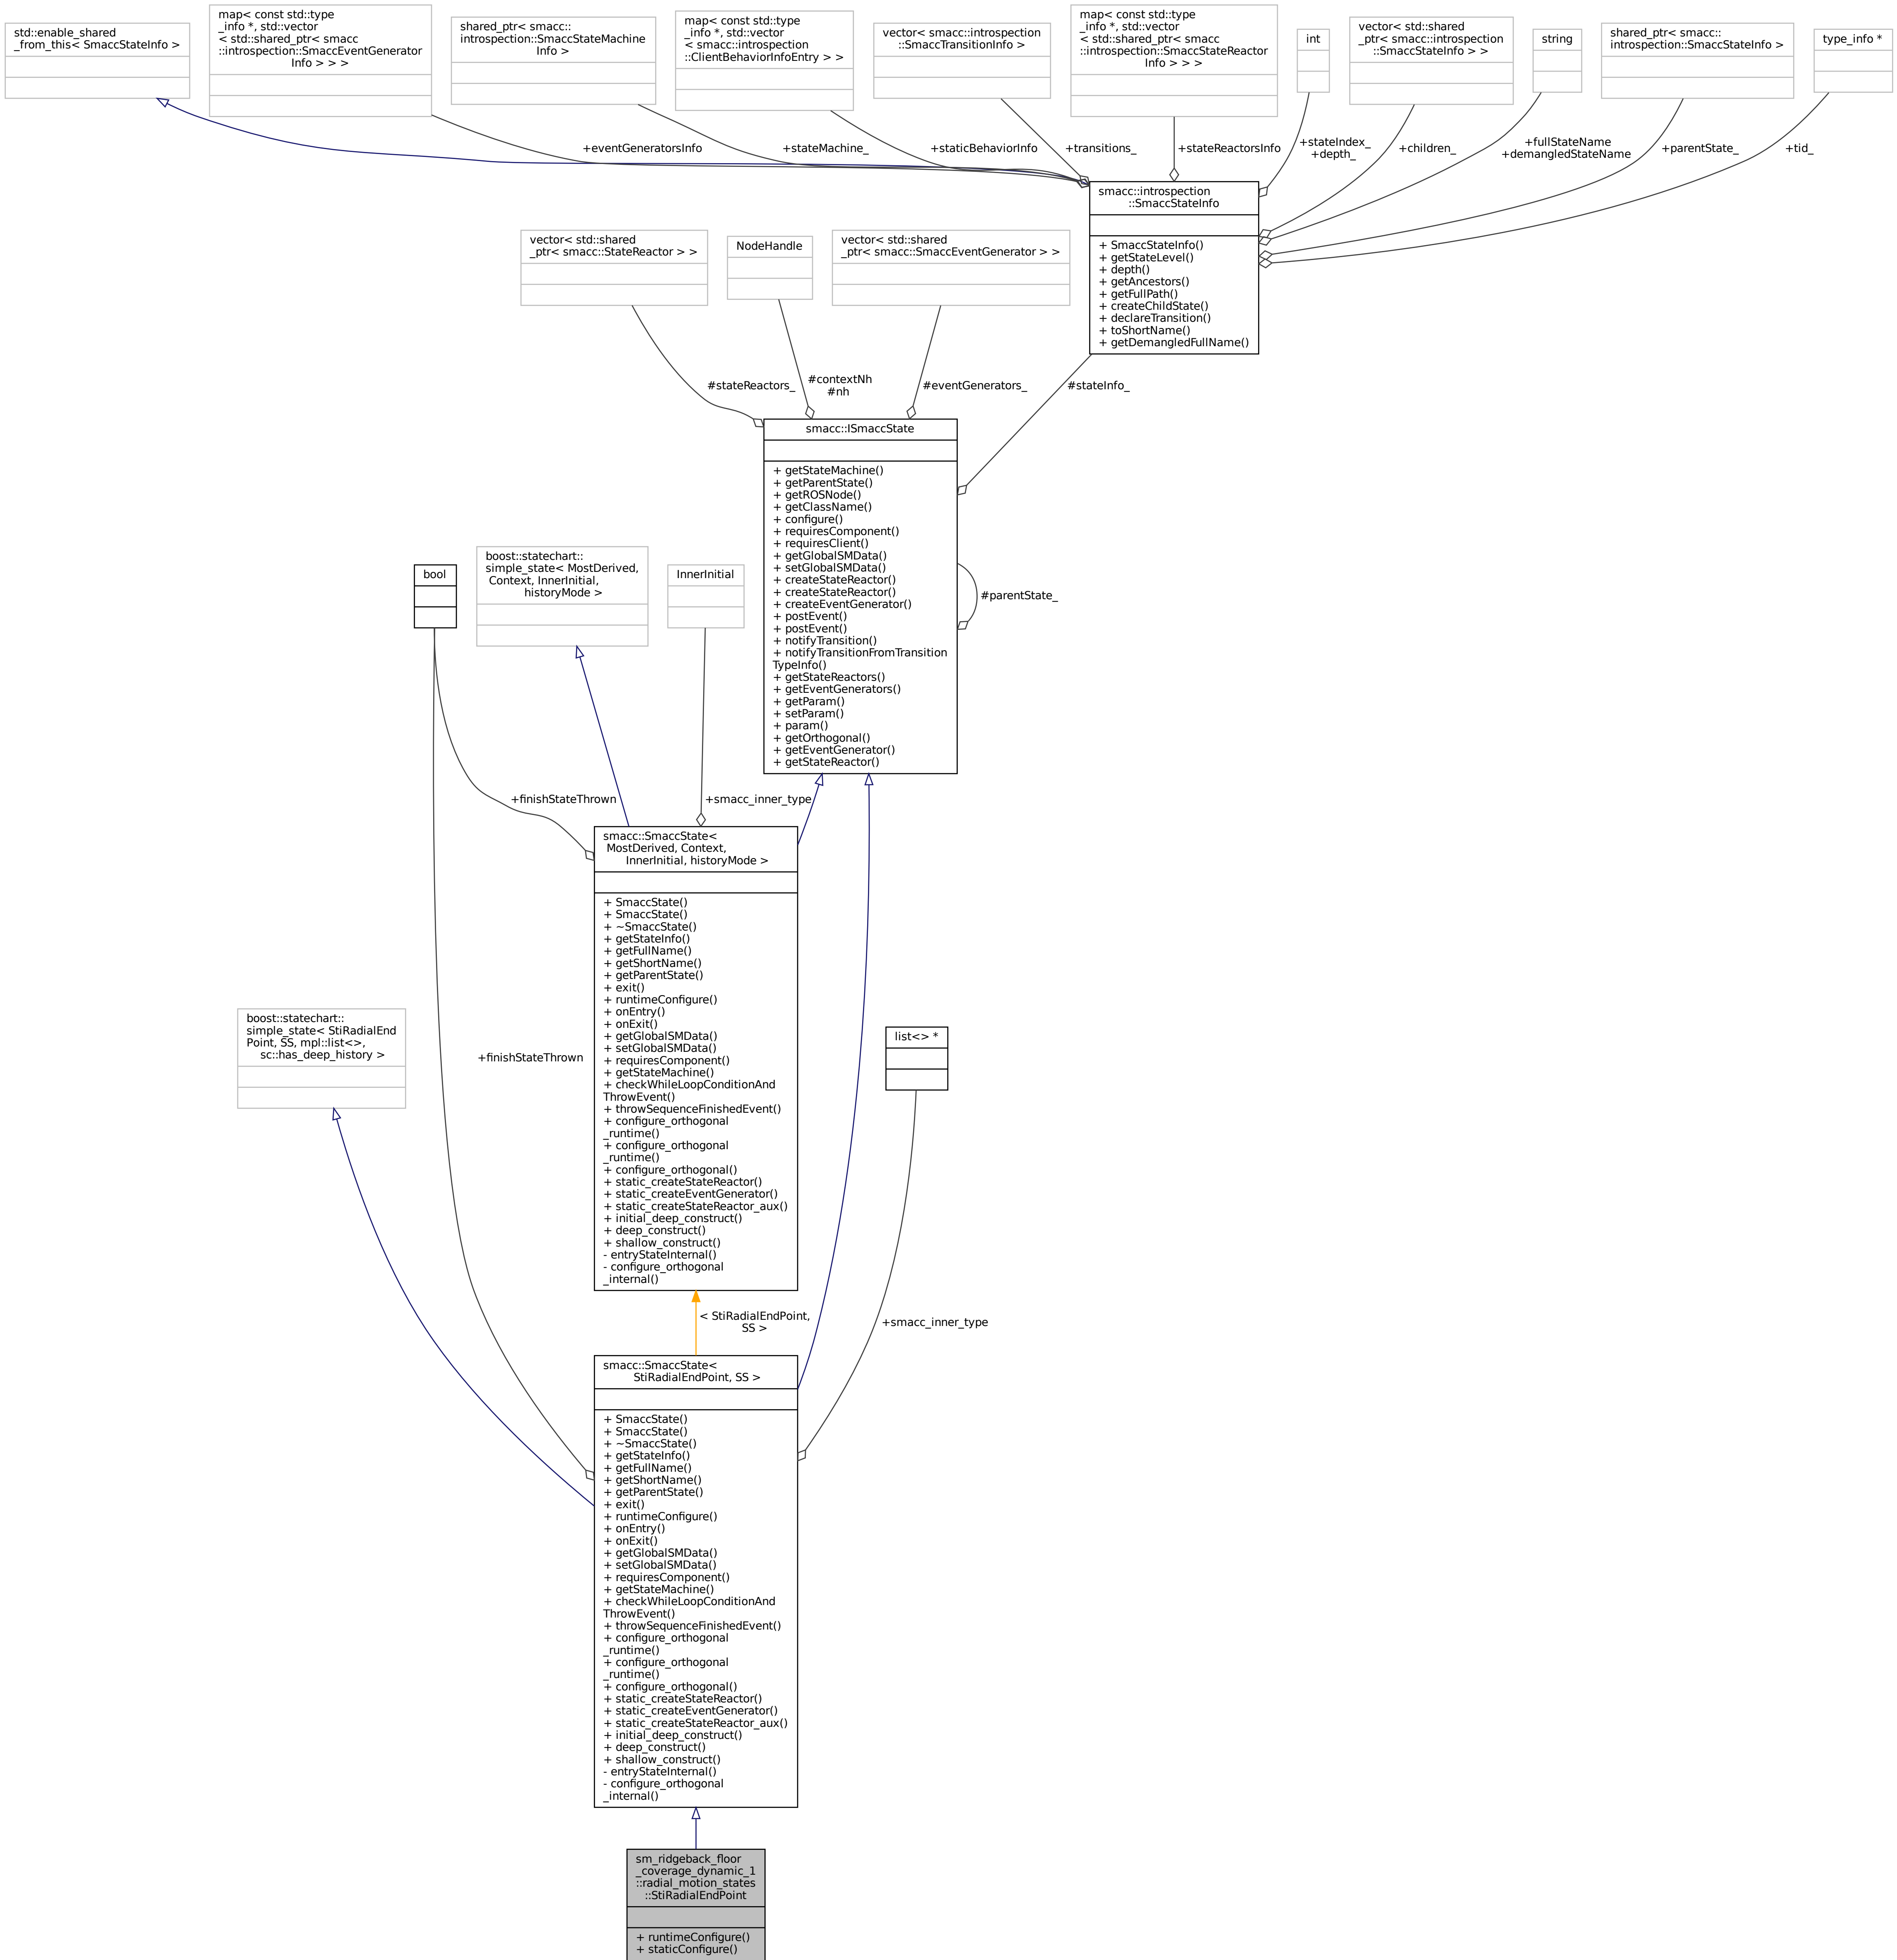 std::enable_shared
_from_this< SmaccStateInfo >
map< const std::type
_info *, std::vector
< std::shared_ptr< smacc
::introspection::SmaccEventGenerator
Info > > >
shared_ptr< smacc::
introspection::SmaccStateMachine
Info >
map< const std::type
_info *, std::vector
< smacc::introspection
::ClientBehaviorInfoEntry > >
vector< smacc::introspection
::SmaccTransitionInfo >
map< const std::type
_info *, std::vector
< std::shared_ptr< smacc
::introspection::SmaccStateReactor
Info > > >
int
vector< std::shared
_ptr< smacc::introspection
::SmaccStateInfo > >
string
shared_ptr< smacc::
introspection::SmaccStateInfo >
type_info *
+eventGeneratorsInfo
+stateMachine_
+staticBehaviorInfo
+transitions_
+stateReactorsInfo
+stateIndex_
+depth_
+children_
+fullStateName
+demangledStateName
+parentState_
+tid_
smacc::introspection
::SmaccStateInfo
+ SmaccStateInfo()
+ getStateLevel()
+ depth()
+ getAncestors()
+ getFullPath()
+ createChildState()
+ declareTransition()
+ toShortName()
+ getDemangledFullName()
vector< std::shared
_ptr< smacc::StateReactor > >
NodeHandle
vector< std::shared
_ptr< smacc::SmaccEventGenerator > >
#stateReactors_
#contextNh
#nh
#eventGenerators_
#stateInfo_
smacc::ISmaccState
+ getStateMachine()
+ getParentState()
+ getROSNode()
+ getClassName()
+ configure()
+ requiresComponent()
+ requiresClient()
+ getGlobalSMData()
+ setGlobalSMData()
+ createStateReactor()
+ createStateReactor()
+ createEventGenerator()
+ postEvent()
+ postEvent()
+ notifyTransition()
+ notifyTransitionFromTransition
TypeInfo()
+ getStateReactors()
+ getEventGenerators()
+ getParam()
+ setParam()
+ param()
+ getOrthogonal()
+ getEventGenerator()
+ getStateReactor()
#parentState_
bool
boost::statechart::
simple_state< MostDerived,
Context, InnerInitial,
historyMode >
InnerInitial
+finishStateThrown
+smacc_inner_type
smacc::SmaccState<
MostDerived, Context,
InnerInitial, historyMode >
+ SmaccState()
+ SmaccState()
+ ~SmaccState()
+ getStateInfo()
+ getFullName()
+ getShortName()
+ getParentState()
+ exit()
+ runtimeConfigure()
+ onEntry()
+ onExit()
+ getGlobalSMData()
+ setGlobalSMData()
+ requiresComponent()
+ getStateMachine()
+ checkWhileLoopConditionAnd
ThrowEvent()
+ throwSequenceFinishedEvent()
+ configure_orthogonal
_runtime()
+ configure_orthogonal
_runtime()
+ configure_orthogonal()
+ static_createStateReactor()
+ static_createEventGenerator()
+ static_createStateReactor_aux()
+ initial_deep_construct()
+ deep_construct()
+ shallow_construct()
- entryStateInternal()
- configure_orthogonal
_internal()
boost::statechart::
simple_state< StiRadialEnd
Point, SS, mpl::list<>,
sc::has_deep_history >
+finishStateThrown
list<> *
< StiRadialEndPoint,
SS >
+smacc_inner_type
smacc::SmaccState<
StiRadialEndPoint, SS >
+ SmaccState()
+ SmaccState()
+ ~SmaccState()
+ getStateInfo()
+ getFullName()
+ getShortName()
+ getParentState()
+ exit()
+ runtimeConfigure()
+ onEntry()
+ onExit()
+ getGlobalSMData()
+ setGlobalSMData()
+ requiresComponent()
+ getStateMachine()
+ checkWhileLoopConditionAnd
ThrowEvent()
+ throwSequenceFinishedEvent()
+ configure_orthogonal
_runtime()
+ configure_orthogonal
_runtime()
+ configure_orthogonal()
+ static_createStateReactor()
+ static_createEventGenerator()
+ static_createStateReactor_aux()
+ initial_deep_construct()
+ deep_construct()
+ shallow_construct()
- entryStateInternal()
- configure_orthogonal
_internal()
sm_ridgeback_floor
_coverage_dynamic_1
::radial_motion_states
::StiRadialEndPoint
+ runtimeConfigure()
+ staticConfigure()